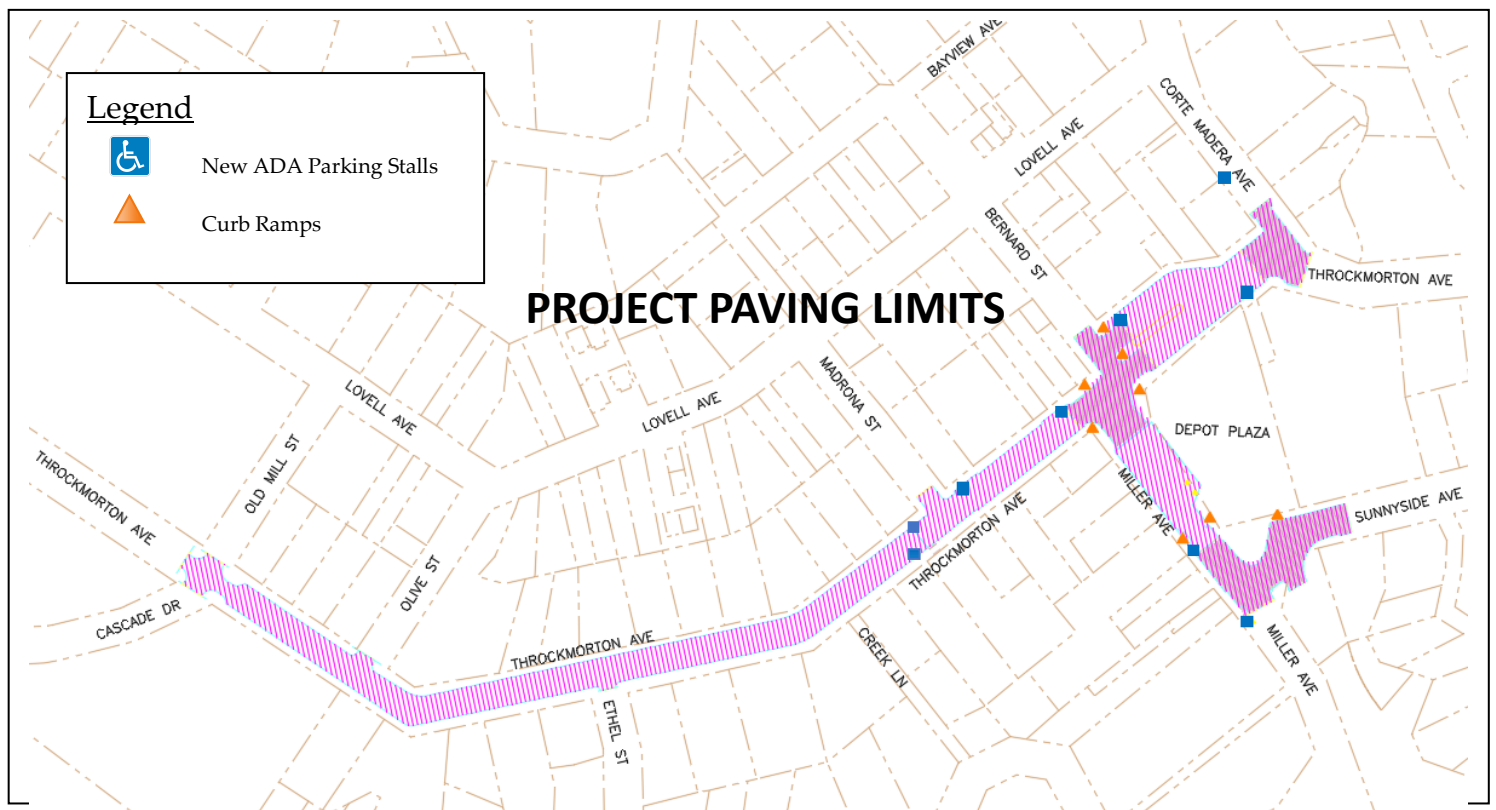 Legend
New ADA Parking Stalls
Curb Ramps
PROJECT PAVING LIMITS
BAYVIEW AVE
CORTE MADERA AVE
LOVELL AVE
BERNARD ST
THROCKMORTON AVE
MADRONA ST
LOVELL AVE
LOVELL AVE
DEPOT PLAZA
OLD MILL ST
THROCKMORTON AVE
MILLER AVE
SUNNYSIDE AVE
THROCKMORTON AVE
OLIVE ST
CASCADE DR
THROCKMORTON AVE
CREEK LN
MILLER AVE
ETHEL ST